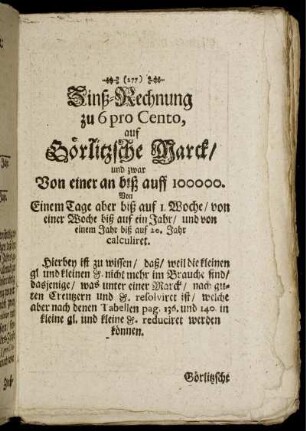 (277)
Zinß-Rechnung
zu 6 pro Cento,
auf
Görlitzsche Marck/
und zwar
Von einer an biß auff 100000.
Von
Einem Tage aber biß auf 1. Woche/ von
einer Woche biß auf ein Jahr/ und von
einem Jahr biß auf 20. Jahr
calculiret.
Hierbey ist zu wissen/ daß/ weil die kleinen
gl. und kleinen ₰. nicht mehr im Brauche sind/
dasjenige/ was unter einer Marck/ nach gu-
ten Creutzern und ₰. resolviret ist/ welche
aber nach denen Tabellen pag. 136. und 140. in
kleine gl. und kleine ₰. reduciret werden
können.
Görlitzsche